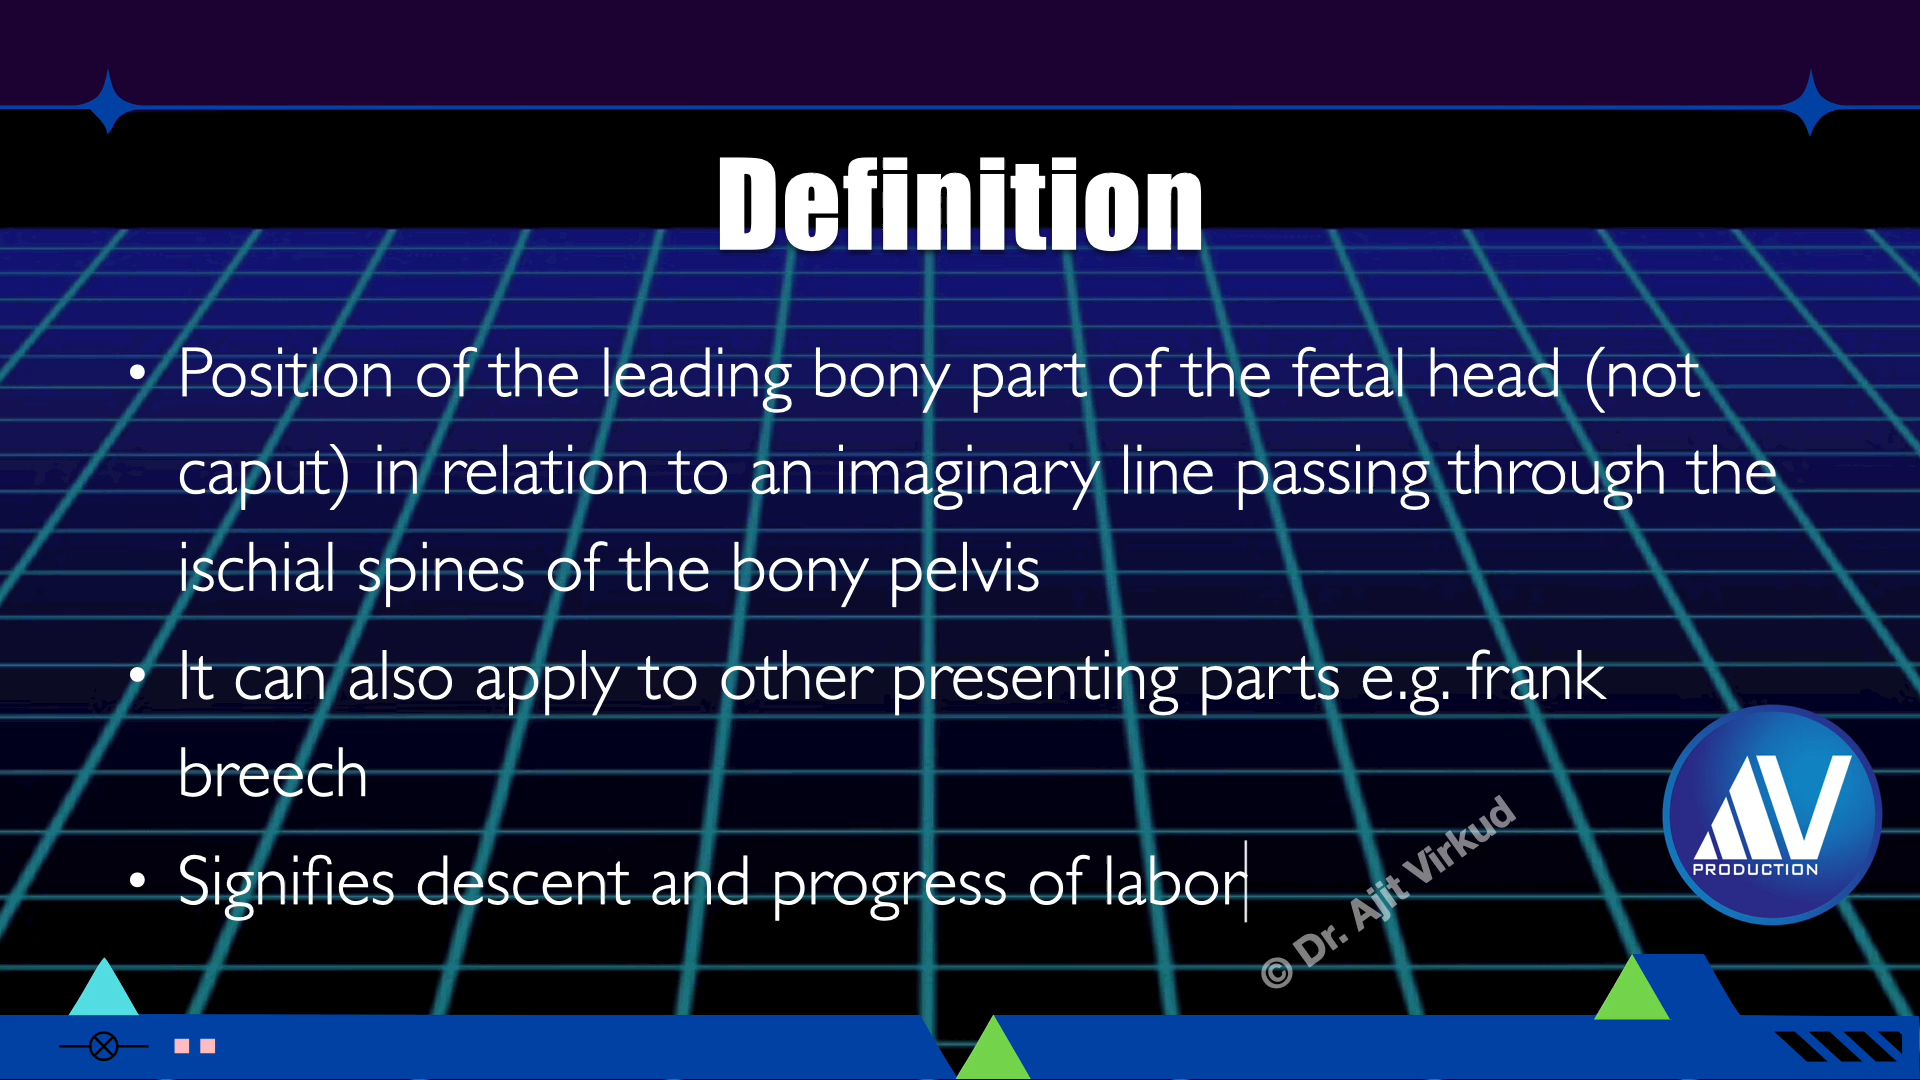 Definition
• Position of the leading bony part of the fetal head (not
caput) in relation to an imaginary line passing through the
ischial spines of the bony pelvis
• It can also apply to other presenting parts e.g. frank
breech
• Signifies descent and progress of labor
© Dr. Ajit Virkud
AV
PRODUCTION